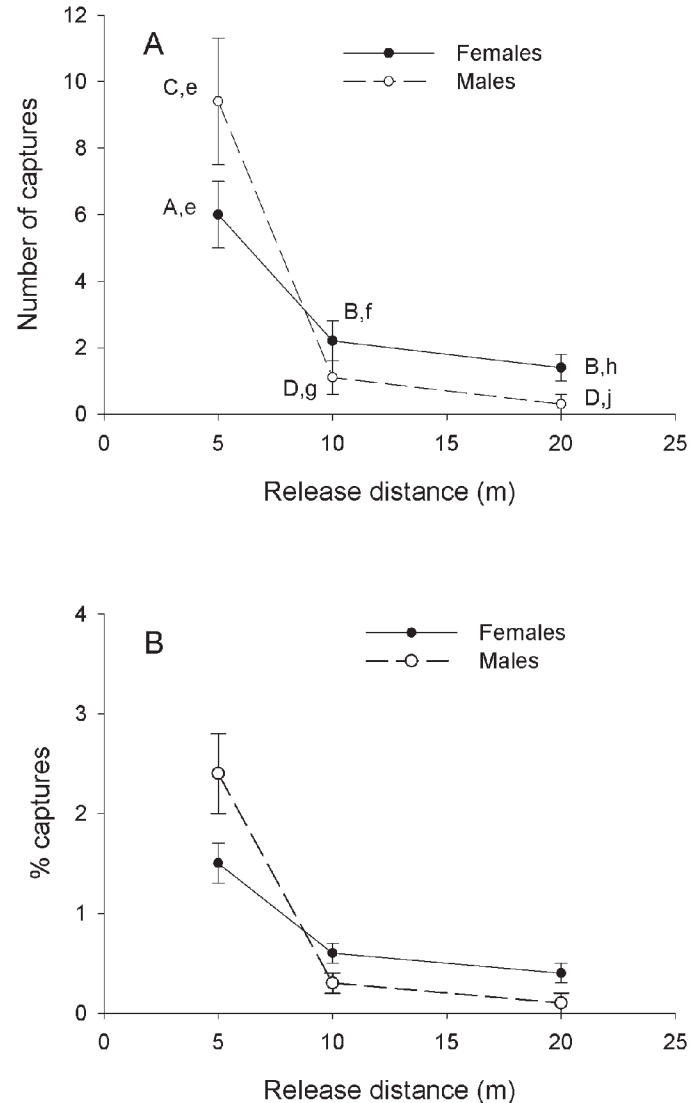 12
A
Females
Males
10
C,e
8
A,e
6
Number of captures
4
B,f
2
B,h
D,g
D,j
0
0
5
10
15
20
25
Release distance (m)
4
B
Females
Males
3
2
% captures
1
0
0
5
10
15
20
25
Release distance (m)